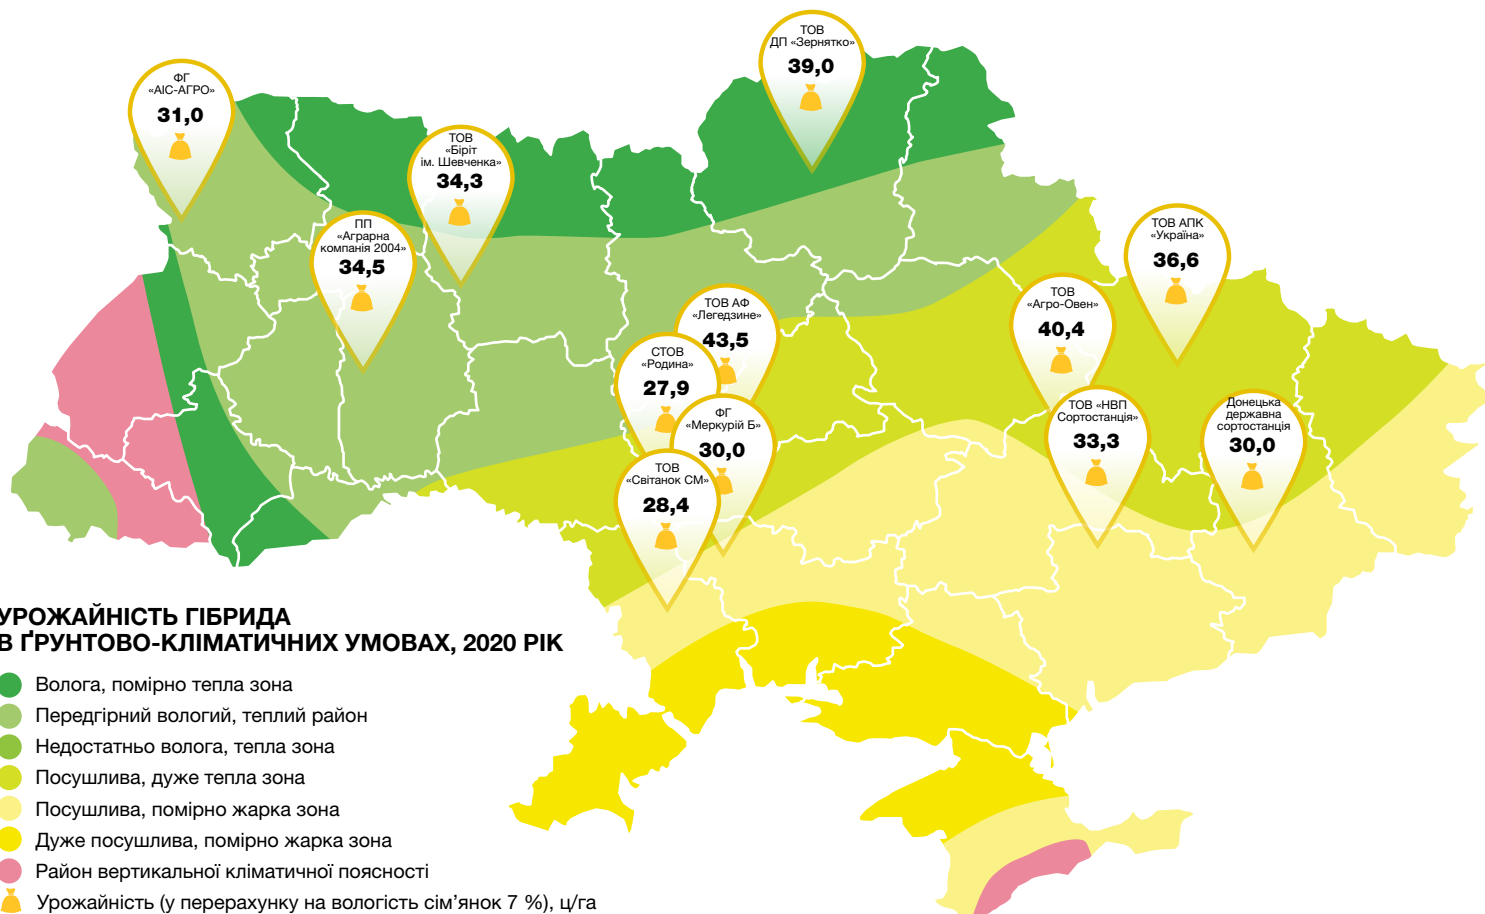 ТОВ
ДП «Зернятко»
39,0
ФГ
«АІС-АГРО»
31,0
ТОВ
«Біріт
ім. Шевченка»
34,3
ПП
«Аграрна
компанія 2004»
34,5
ТОВ АПК
«Україна»
36,6
ТОВ
«Агро-Овен»
40,4
ТОВ АФ
«Легедзине»
43,5
СТОВ
«Родина»
27,9
ФГ
«Меркурій Б»
30,0
ТОВ «НВП
Сортостанція»
33,3
Донецька
державна
сортостанція
30,0
ТОВ
«Світанок СМ»
28,4
УРОЖАЙНІСТЬ ГІБРИДА
В ҐРУНТОВО-КЛІМАТИЧНИХ УМОВАХ, 2020 РІК
Волога, помірно тепла зона
Передгірний вологий, теплий район
Недостатньо волога, тепла зона
Посушлива, дуже тепла зона
Посушлива, помірно жарка зона
Дуже посушлива, помірно жарка зона
Район вертикальної кліматичної поясності
Урожайність (у перерахунку на вологість сім’янок 7 %), ц/га